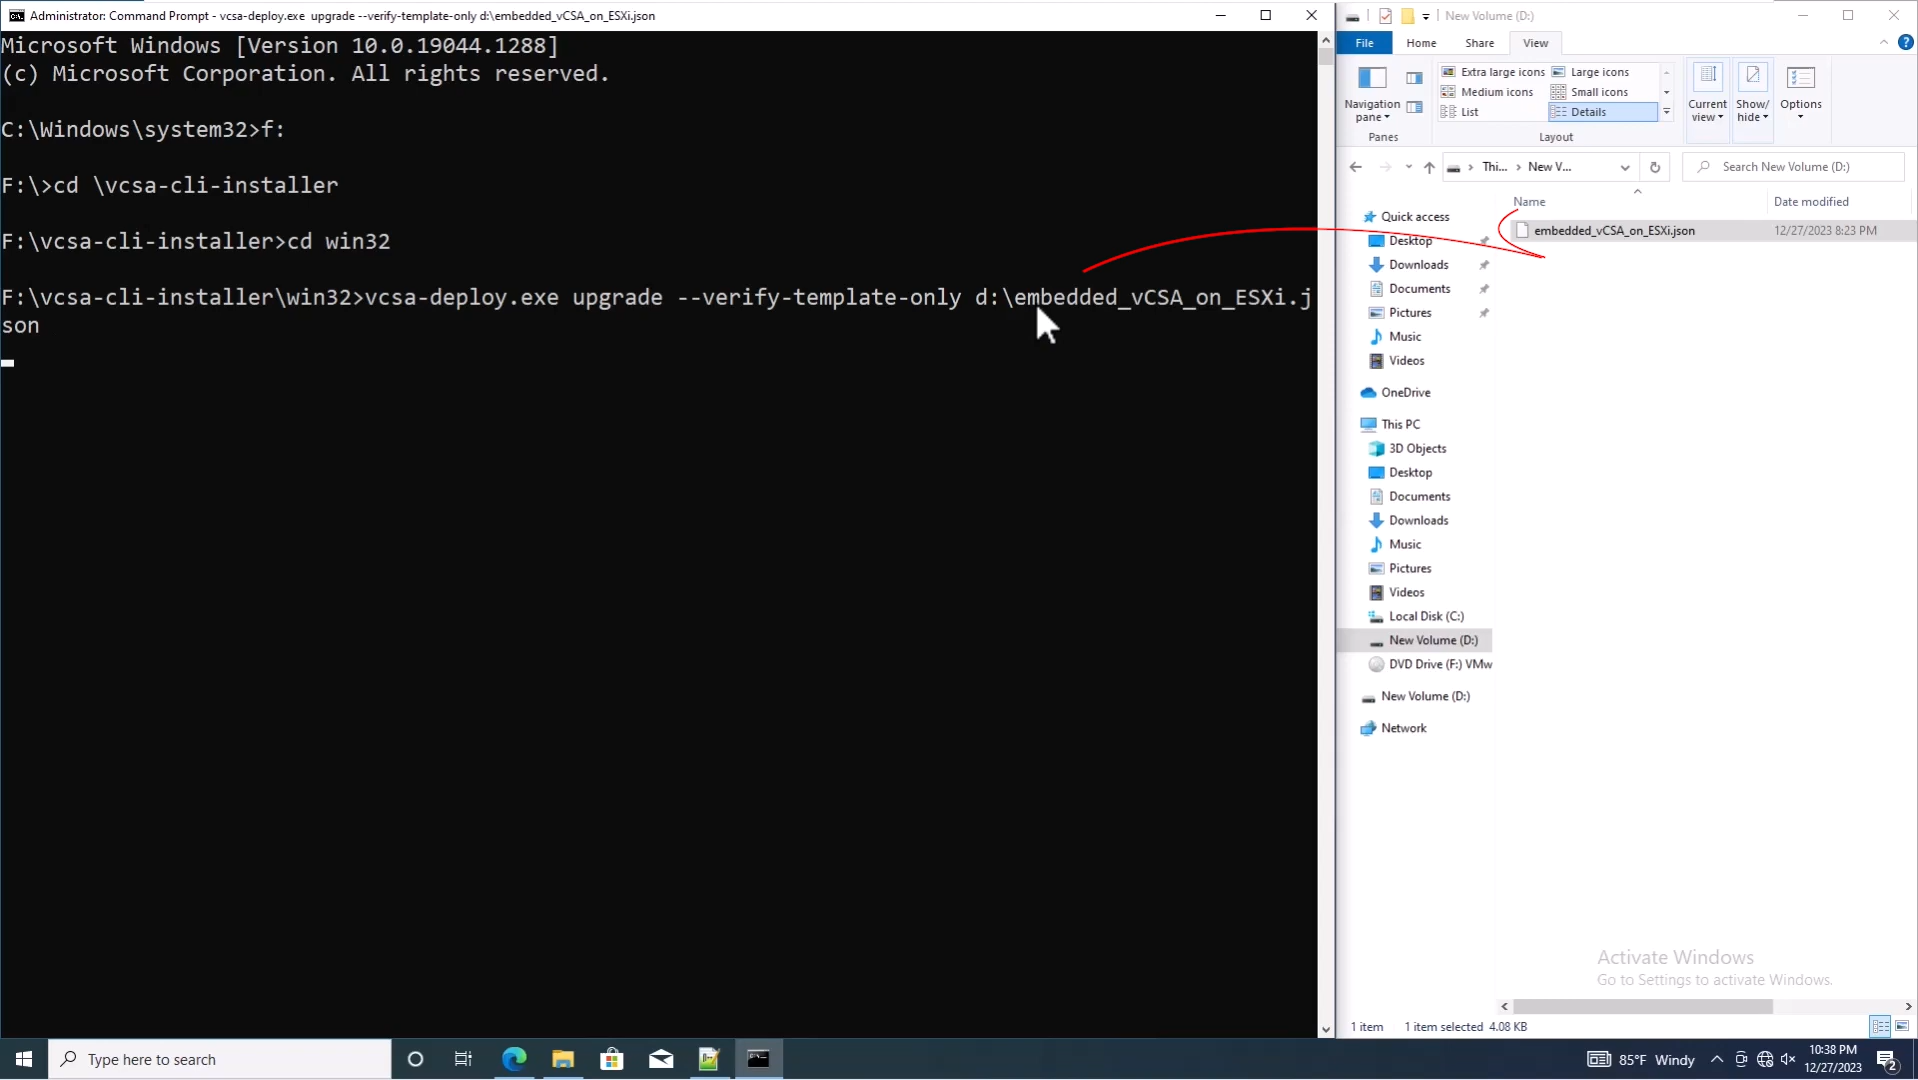 Administrator: Command Prompt - vcsa-deploy.exe  upgrade --verify-template-only d:\embedded_vCSA_on_ESXi.json
Microsoft Windows [Version 10.0.19044.1288]
(c) Microsoft Corporation. All rights reserved.
C:\Windows\system32>f:
F:\>cd \vcsa-cli-installer
F:\vcsa-cli-installer>cd win32
F:\vcsa-cli-installer\win32>vcsa-deploy.exe upgrade --verify-template-only d:\embedded_vCSA_on_ESXi.j
son
New Volume (D:)
File Home Share View
Extra large icons Large icons
Medium icons Small icons
List Details
Navigation pane
Current view
Show/ hide
Options
Panes
Layout
Thi... › New V...
Search New Volume (D:)
Name Date modified
embedded_vCSA_on_ESXi.json 12/27/2023 8:23 PM
Quick access
Desktop
Downloads
Documents
Pictures
Music
Videos
OneDrive
This PC
3D Objects
Desktop
Documents
Downloads
Music
Pictures
Videos
Local Disk (C:)
New Volume (D:)
DVD Drive (F:) VMw
New Volume (D:)
Network
Activate Windows
Go to Settings to activate Windows.
1 item 1 item selected 4.08 KB
Type here to search
85°F Windy
10:38 PM
12/27/2023
2